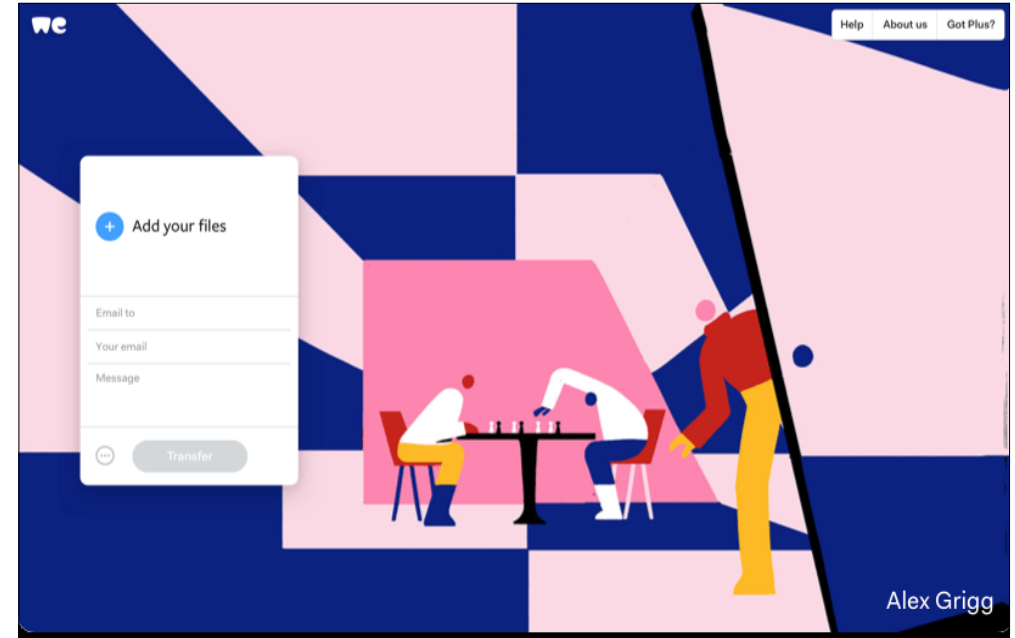 we
Help About us Got Plus?
Add your files
Email to
Your email
Message
Transfer
Alex Grigg